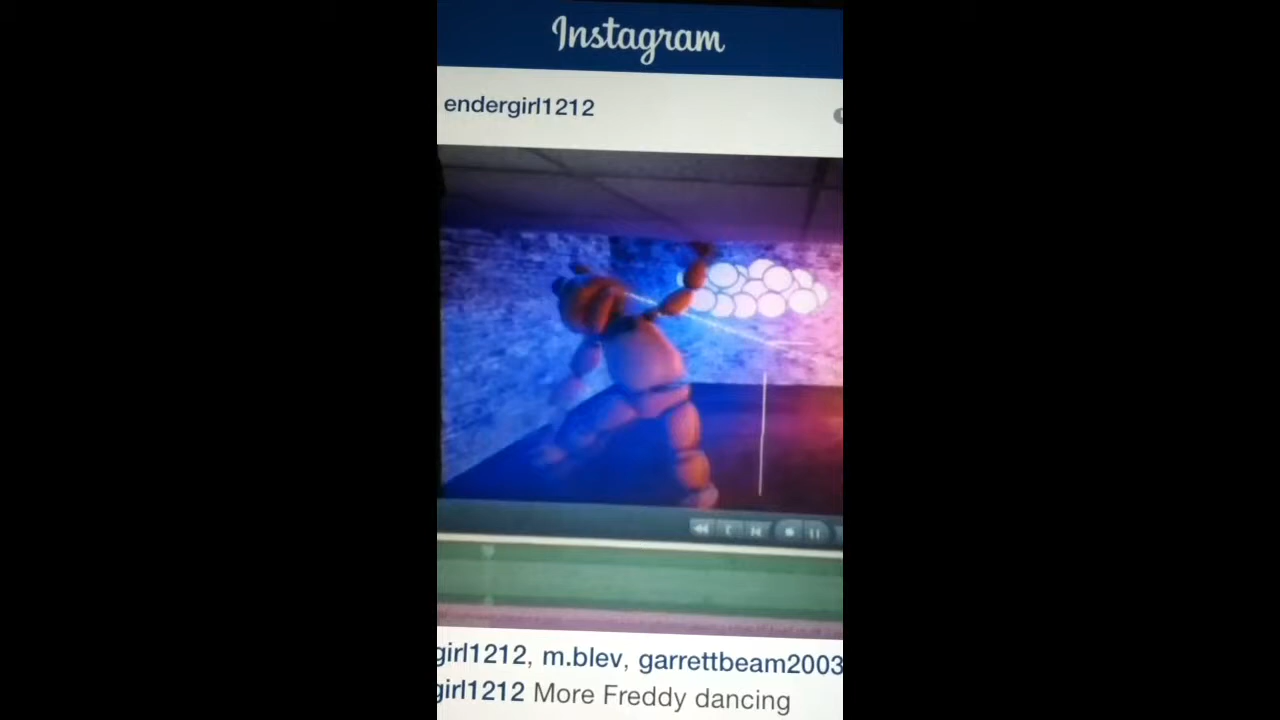 Instagram
endergirl1212
girl1212, m.blev, garrettbeam2003
girl1212 More Freddy dancing